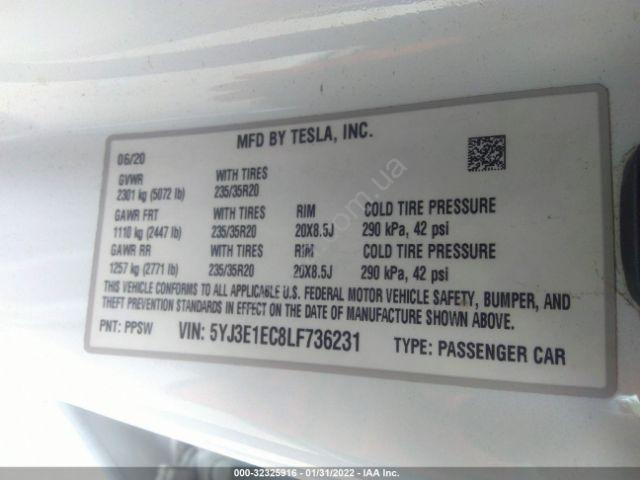 MFD BY TESLA, INC.
06/20
GVWR WITH TIRES
2301 kg (5072 lb) 235/35R20
GAWR FRT WITH TIRES RIM COLD TIRE PRESSURE
1110 kg (2447 lb) 235/35R20 20X8.5J 290 kPa, 42 psi
GAWR RR WITH TIRES RIM COLD TIRE PRESSURE
1257 kg (2771 lb) 235/35R20 20X8.5J 290 kPa, 42 psi
THIS VEHICLE CONFORMS TO ALL APPLICABLE U.S. FEDERAL MOTOR VEHICLE SAFETY, BUMPER, AND
THEFT PREVENTION STANDARDS IN EFFECT ON THE DATE OF MANUFACTURE SHOWN ABOVE.
PNT: PPSW VIN: 5YJ3E1EC8LF736231 TYPE: PASSENGER CAR
000-32325916 - 01/31/2022 - IAA Inc.